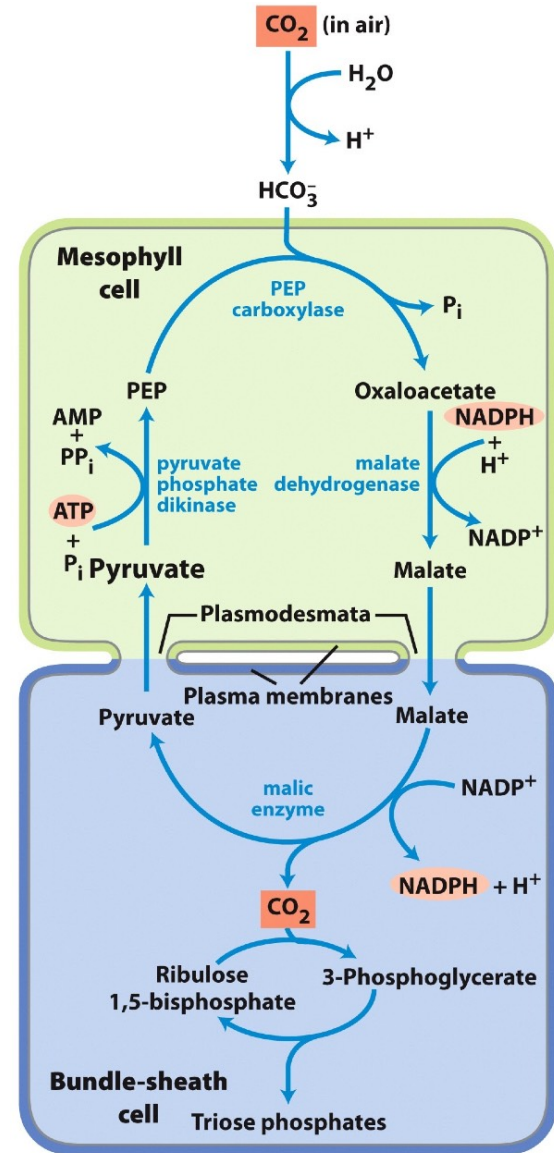 CO₂ (in air)
H₂O
H⁺
HCO₃⁻
Mesophyll
cell
PEP
carboxylase
Pᵢ
PEP
Oxaloacetate
AMP
+
PPᵢ
NADPH
+
H⁺
pyruvate
phosphate
dikinase
malate
dehydrogenase
ATP
+
Pᵢ
NADP⁺
Pyruvate
Malate
Plasmodesmata
Plasma membranes
Pyruvate
Malate
malic
enzyme
NADP⁺
NADPH + H⁺
CO₂
Ribulose
1,5-bisphosphate
3-Phosphoglycerate
Bundle-sheath
cell
Triose phosphates